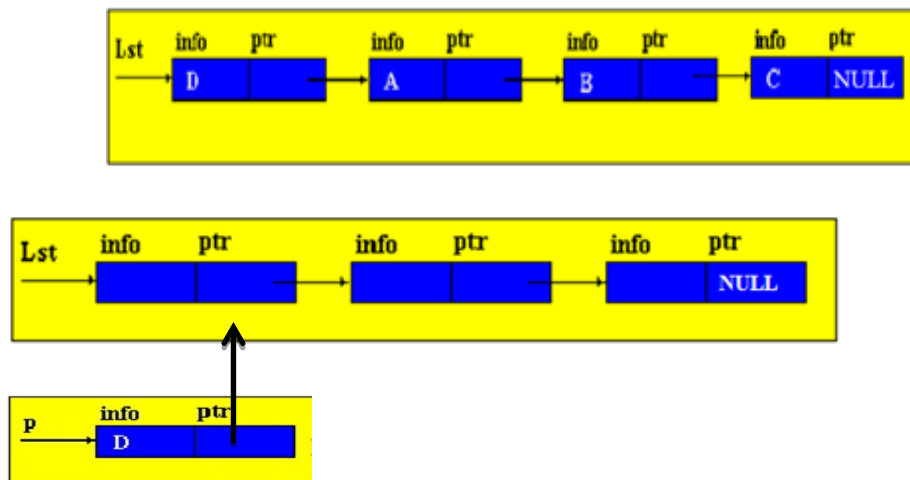 Lst info ptr info ptr info ptr info ptr
D A B C NULL
Lst info ptr info ptr info ptr
NULL
P info ptr
D